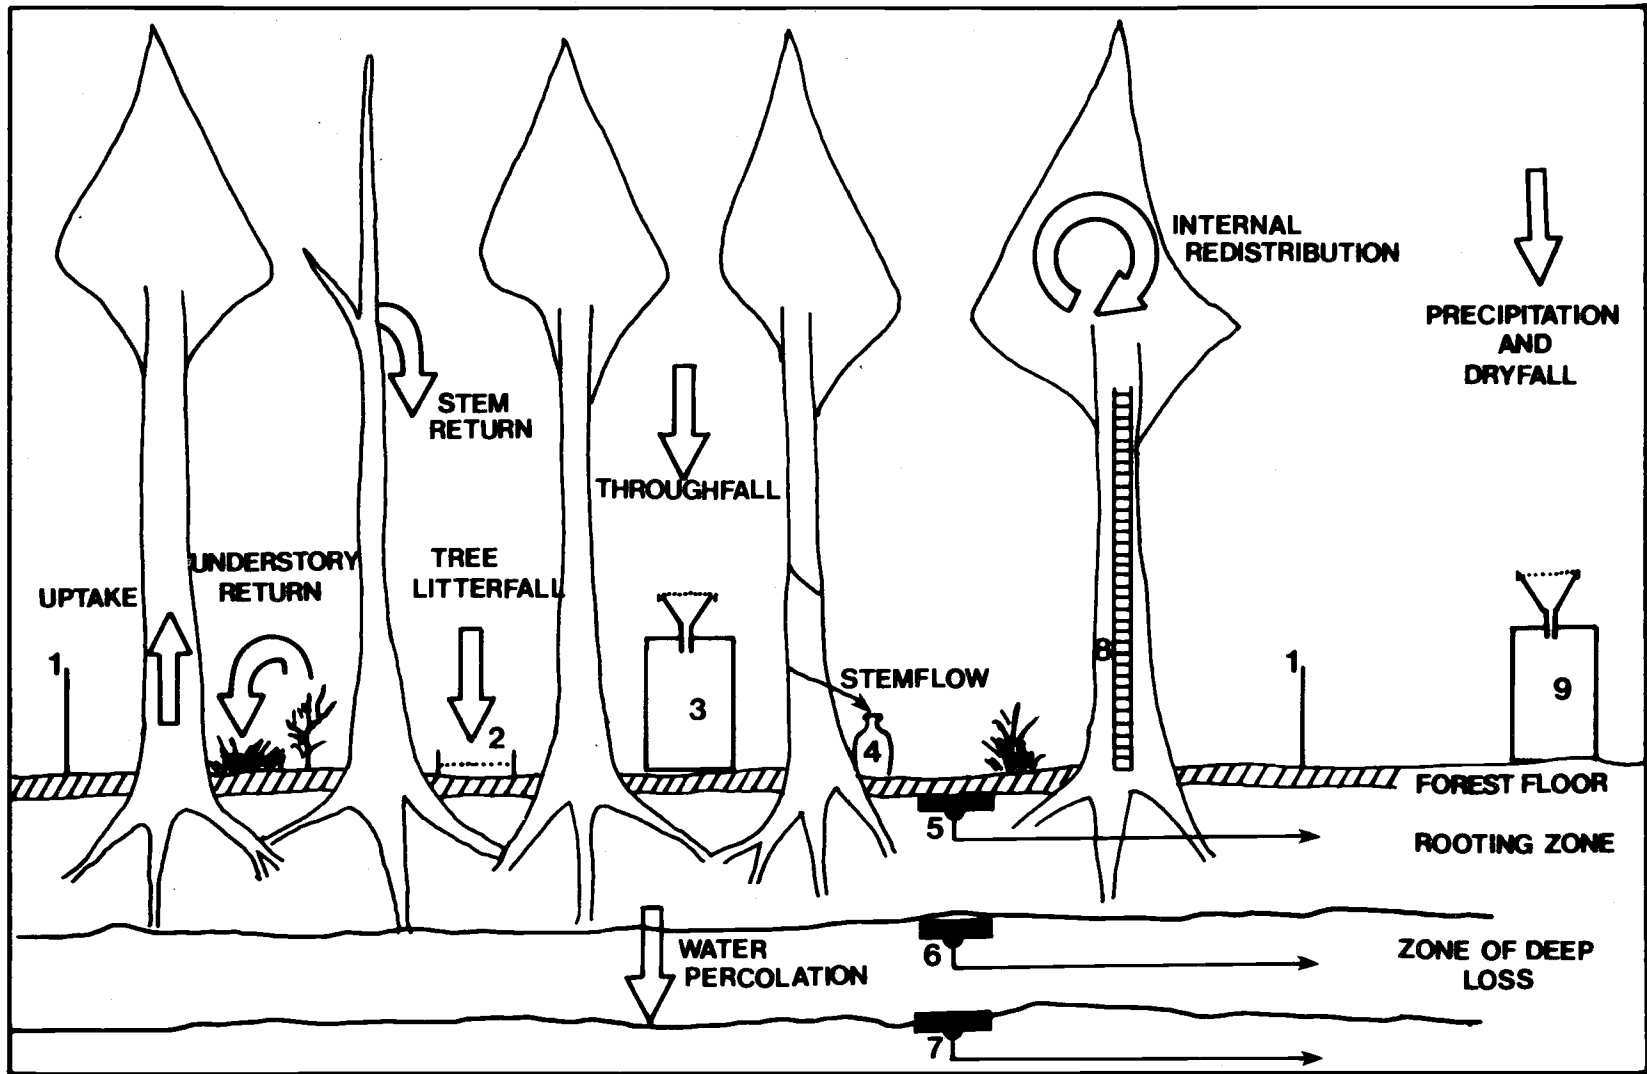 INTERNAL
REDISTRIBUTION
PRECIPITATION
AND
DRYFALL
STEM
RETURN
THROUGHFALL
UNDERSTORY
RETURN
TREE
LITTERFALL
UPTAKE
1
2
3
STEMFLOW
4
8
1
9
FOREST FLOOR
5
ROOTING ZONE
WATER
PERCOLATION
6
ZONE OF DEEP
LOSS
7